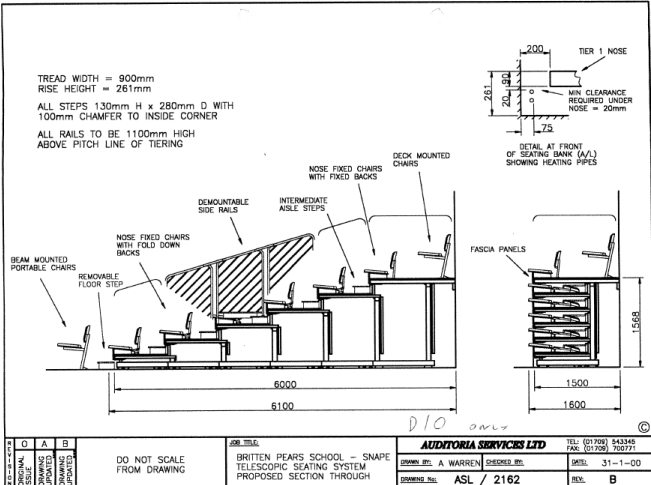 TREAD WIDTH = 900mm
RISE HEIGHT = 261mm
ALL STEPS 130mm H x 280mm D WITH
100mm CHAMFER TO INSIDE CORNER
ALL RAILS TO BE 1100mm HIGH
ABOVE PITCH LINE OF TIERING
200
TIER 1 NOSE
261
90
20
MIN CLEARANCE
REQUIRED UNDER
NOSE = 20mm
75
DETAIL AT FRONT
OF SEATING BANK (A/L)
SHOWING HEATING PIPES
DECK MOUNTED
CHAIRS
NOSE FIXED CHAIRS
WITH FIXED BACKS
INTERMEDIATE
AISLE STEPS
DEMOUNTABLE
SIDE RAILS
NOSE FIXED CHAIRS
WITH FOLD DOWN
BACKS
BEAM MOUNTED
PORTABLE CHAIRS
REMOVABLE
FLOOR STEP
FASCIA PANELS
1568
6000
6100
1500
1600
D/O ONLY
©
REVISION
O
A
B
ORIGINAL
ISSUE
DRAWING
UPDATED
DRAWING
UPDATED
DO NOT SCALE
FROM DRAWING
JOB TITLE:
BRITTEN PEARS SCHOOL - SNAPE
TELESCOPIC SEATING SYSTEM
PROPOSED SECTION THROUGH
AUDITORIA SERVICES LTD
TEL: (01709) 543345
FAX: (01709) 700771
DRAWN BY: A WARREN
CHECKED BY:
DATE: 31-1-00
DRAWING No: ASL / 2162
REV: B